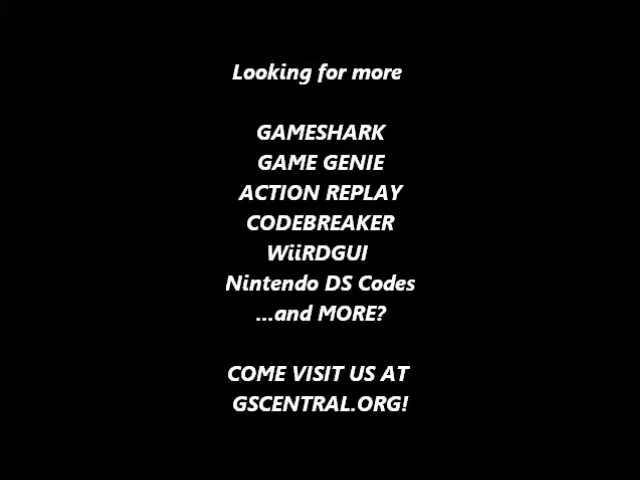 Looking for more
GAMESHARK
GAME GENIE
ACTION REPLAY
CODEBREAKER
WiiRDGUI
Nintendo DS Codes
...and MORE?
COME VISIT US AT
GSCENTRAL.ORG!